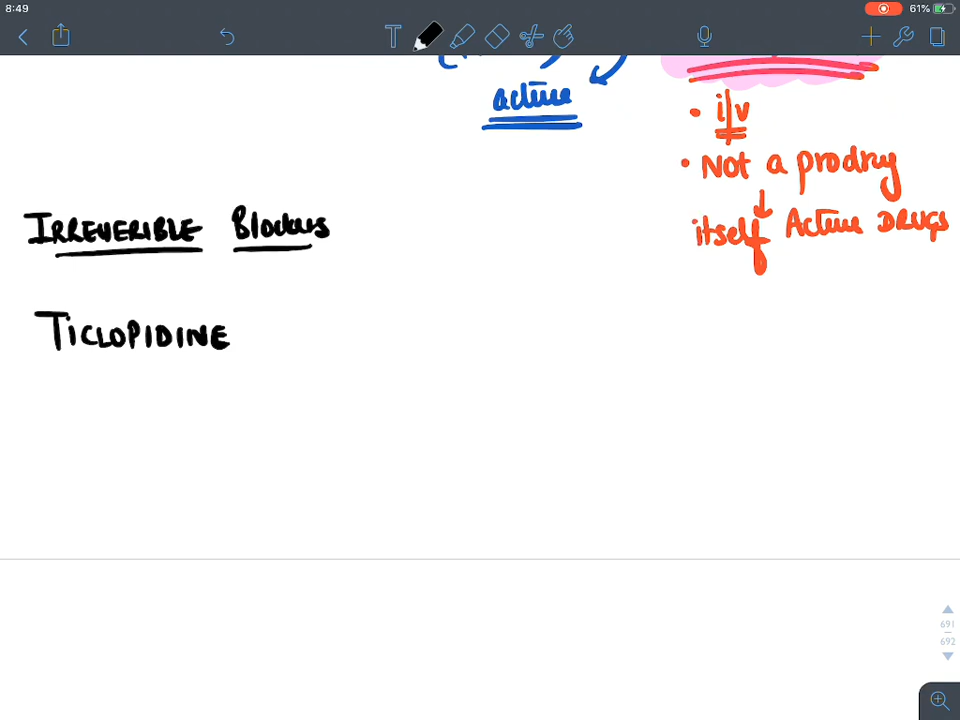 8:49
61%
T
active
• i/v
• Not a prodrug
itself Active DRUGS
IRREVERIBLE Blockers
TICLOPIDINE
691
692